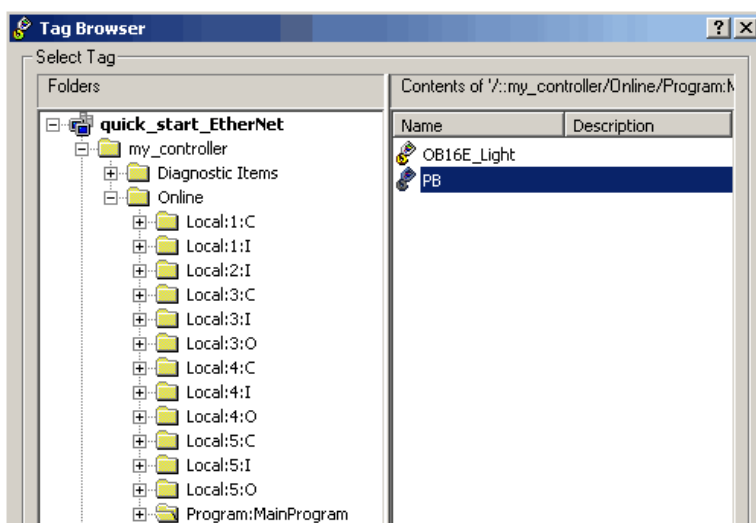 Tag Browser
Select Tag
Folders
quick_start_EtherNet
my_controller
Diagnostic Items
Online
Local:1:C
Local:1:I
Local:2:I
Local:3:C
Local:3:I
Local:3:O
Local:4:C
Local:4:I
Local:4:O
Local:5:C
Local:5:I
Local:5:O
Program:MainProgram
Contents of '/::my_controller/Online/Program:M
Name Description
OB16E_Light
PB